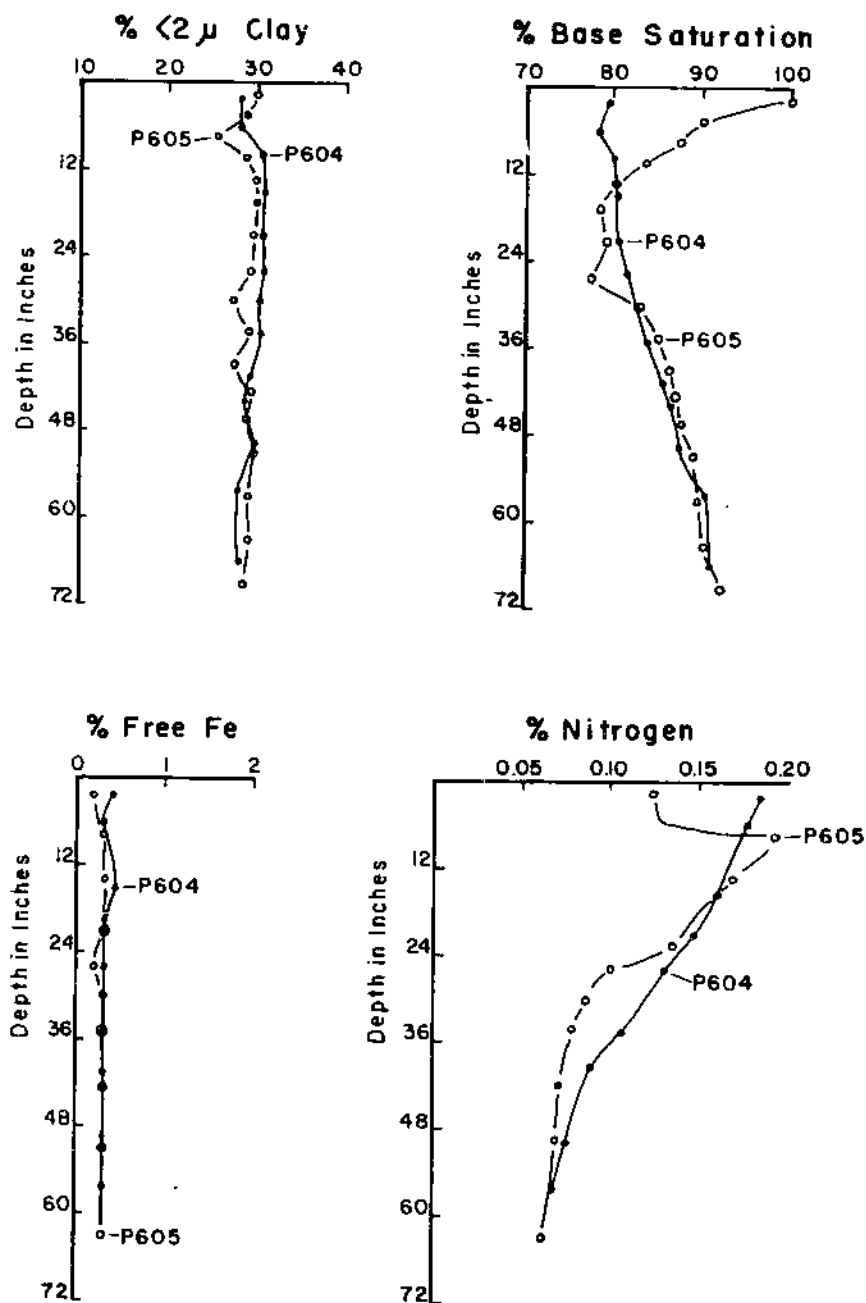 % <2 μ Clay
10 20 30 40
P605
P604
12
24
36
48
60
72
Depth in Inches
% Base Saturation
70 80 90 100
12
P604
24
P605
36
48
60
72
Depth in Inches
% Free Fe
0 1 2
12
P604
24
36
48
60
P605
72
Depth in Inches
% Nitrogen
0.05 0.10 0.15 0.20
P605
12
24
P604
36
48
60
72
Depth in Inches